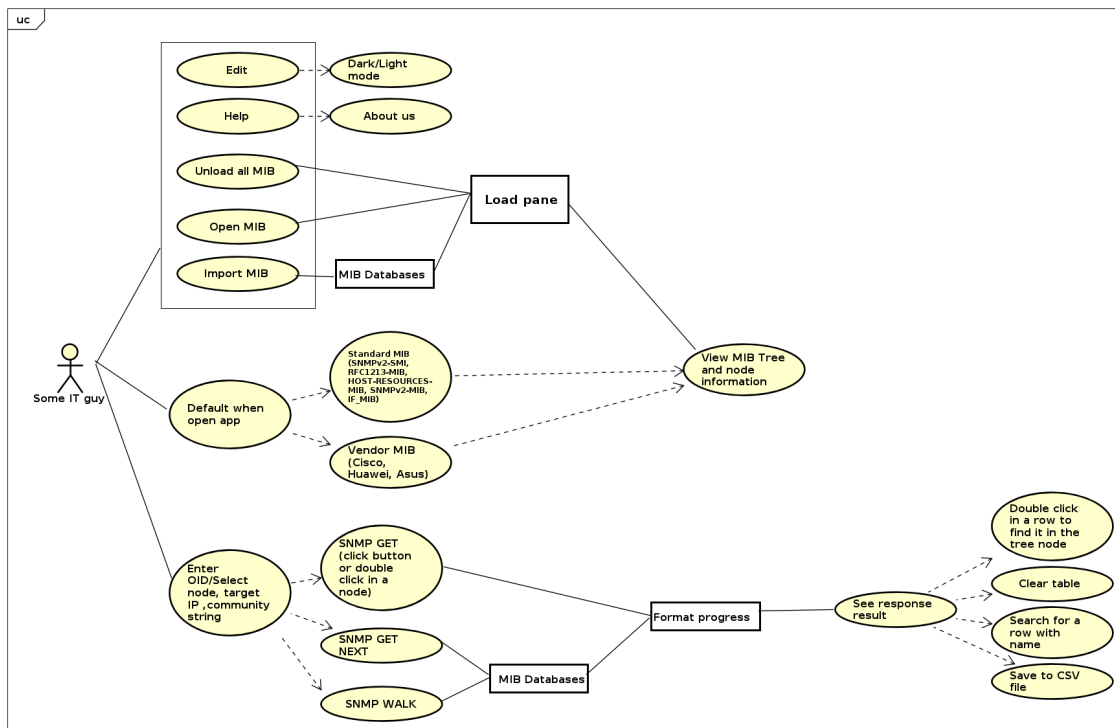 uc
Edit
Dark/Light
mode
Help
About us
Unload all MIB
Open MIB
Import MIB
MIB Databases
Load pane
Some IT guy
Default when
open app
Standard MIB
(SNMPv2-SMI,
RFC1213-MIB,
HOST-RESOURCES-
MIB, SNMPv2-MIB,
IF_MIB)
Vendor MIB
(Cisco,
Huawei, Asus)
View MIB Tree
and node
information
Enter
OID/Select
node, target
IP ,community
string
SNMP GET
(click button
or double
click in a
node)
SNMP GET
NEXT
SNMP WALK
MIB Databases
Format progress
See response
result
Double click
in a row to
find it in the
tree node
Clear table
Search for a
row with
name
Save to CSV
file